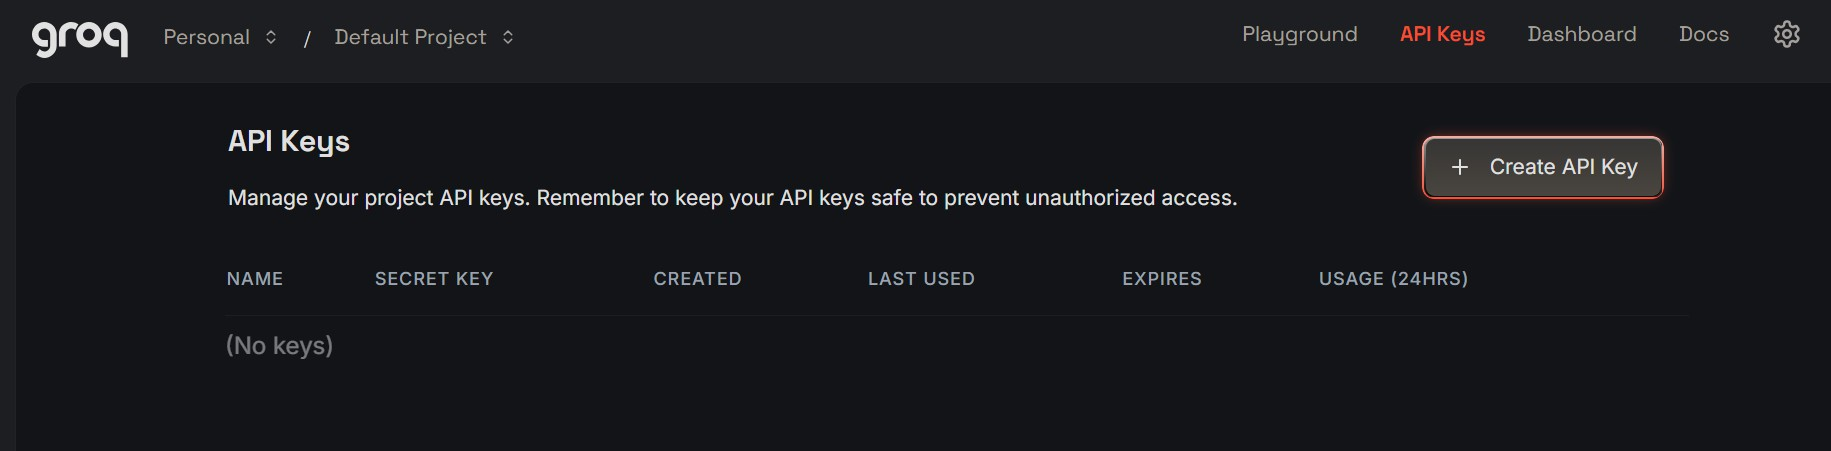 groq Personal / Default Project Playground API Keys Dashboard Docs
API Keys
+ Create API Key
Manage your project API keys. Remember to keep your API keys safe to prevent unauthorized access.
NAME SECRET KEY CREATED LAST USED EXPIRES USAGE (24HRS)
(No keys)